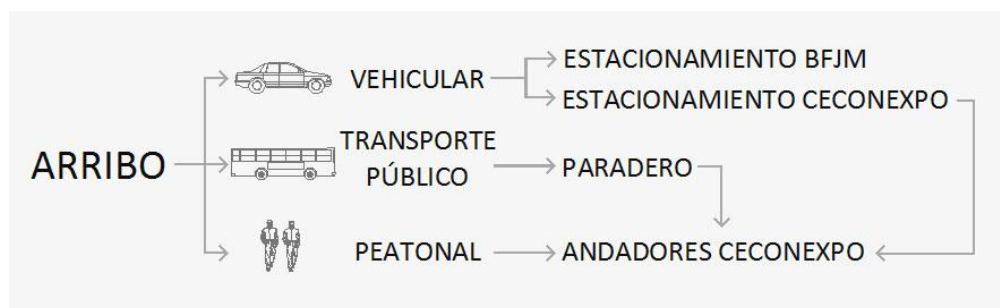 ARRIBO
VEHICULAR
ESTACIONAMIENTO BFJM
ESTACIONAMIENTO CECONEXPO
TRANSPORTE
PÚBLICO
PARADERO
PEATONAL
ANDADORES CECONEXPO